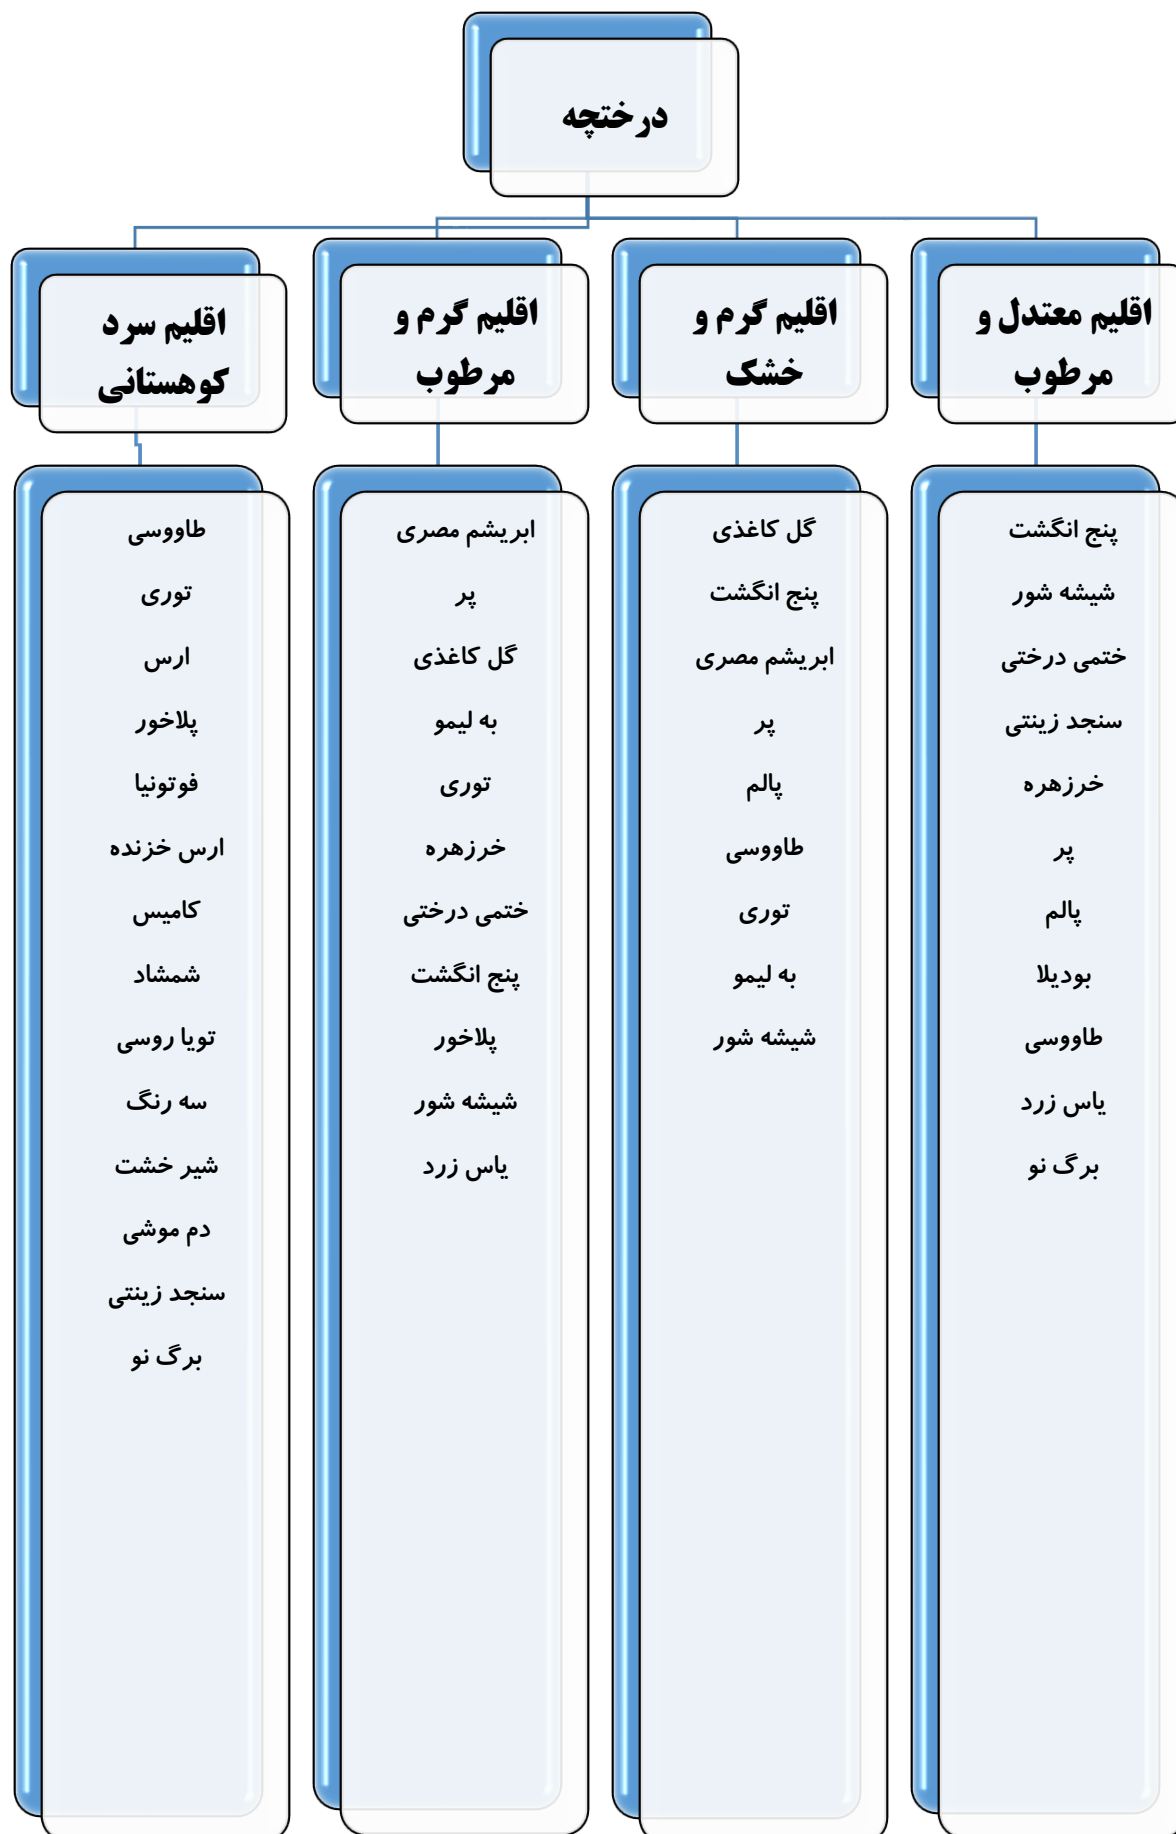 درختچه
اقلیم معتدل و
مرطوب
پنج انگشت
شیشه شور
ختمی درختی
سنجد زینتی
خرزهره
پر
پالم
بودیلا
طاووسی
یاس زرد
برگ نو
اقلیم گرم و
خشک
گل کاغذی
پنج انگشت
ابریشم مصری
پر
پالم
طاووسی
توری
به لیمو
شیشه شور
اقلیم گرم و
مرطوب
ابریشم مصری
پر
گل کاغذی
به لیمو
توری
خرزهره
ختمی درختی
پنج انگشت
پلاخور
شیشه شور
یاس زرد
اقلیم سرد
کوهستانی
طاووسی
توری
ارس
پلاخور
فوتونیا
ارس خزنده
کامیس
شمشاد
تویا روسی
سه رنگ
شیر خشت
دم موشی
سنجد زینتی
برگ نو